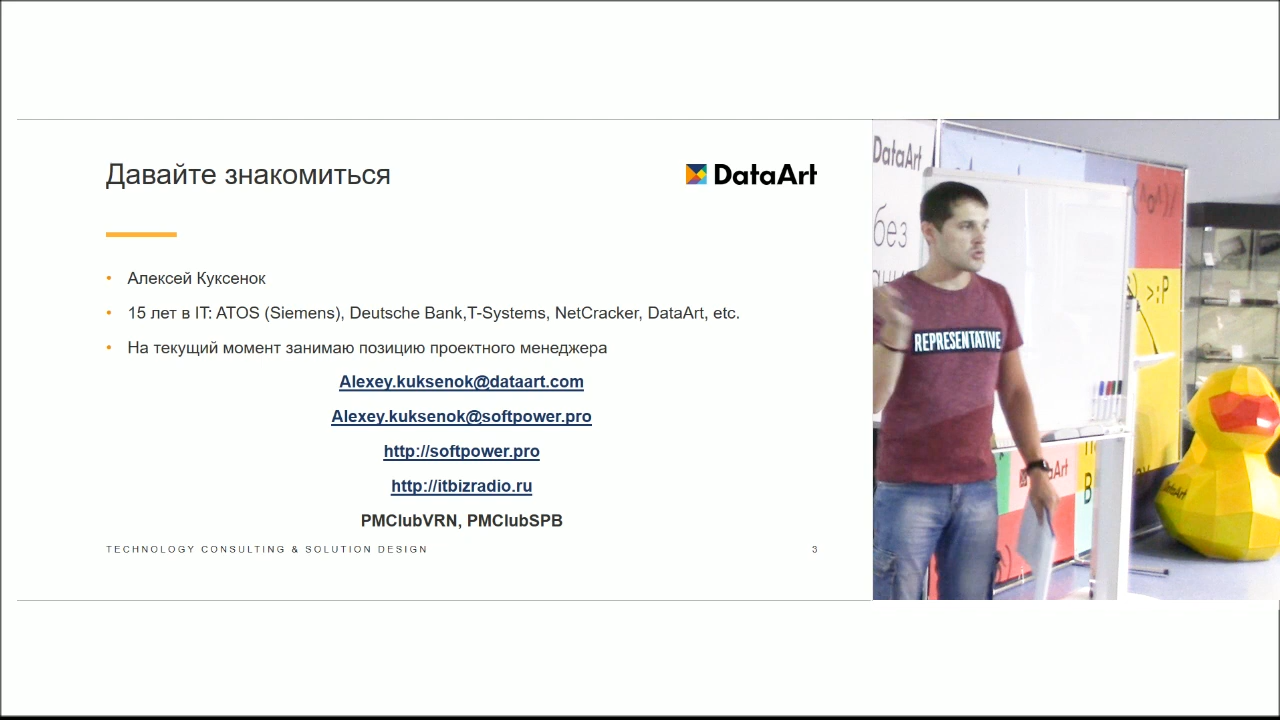 Давайте знакомиться
DataArt
• Алексей Куксенок
• 15 лет в IT: ATOS (Siemens), Deutsche Bank,T-Systems, NetCracker, DataArt, etc.
• На текущий момент занимаю позицию проектного менеджера
Alexey.kuksenok@dataart.com
Alexey.kuksenok@softpower.pro
http://softpower.pro
http://itbizradio.ru
PMClubVRN, PMClubSPB
TECHNOLOGY CONSULTING & SOLUTION DESIGN
3
DataArt
без
(^o^)/
>:P
REPRESENTATIVE
DataArt